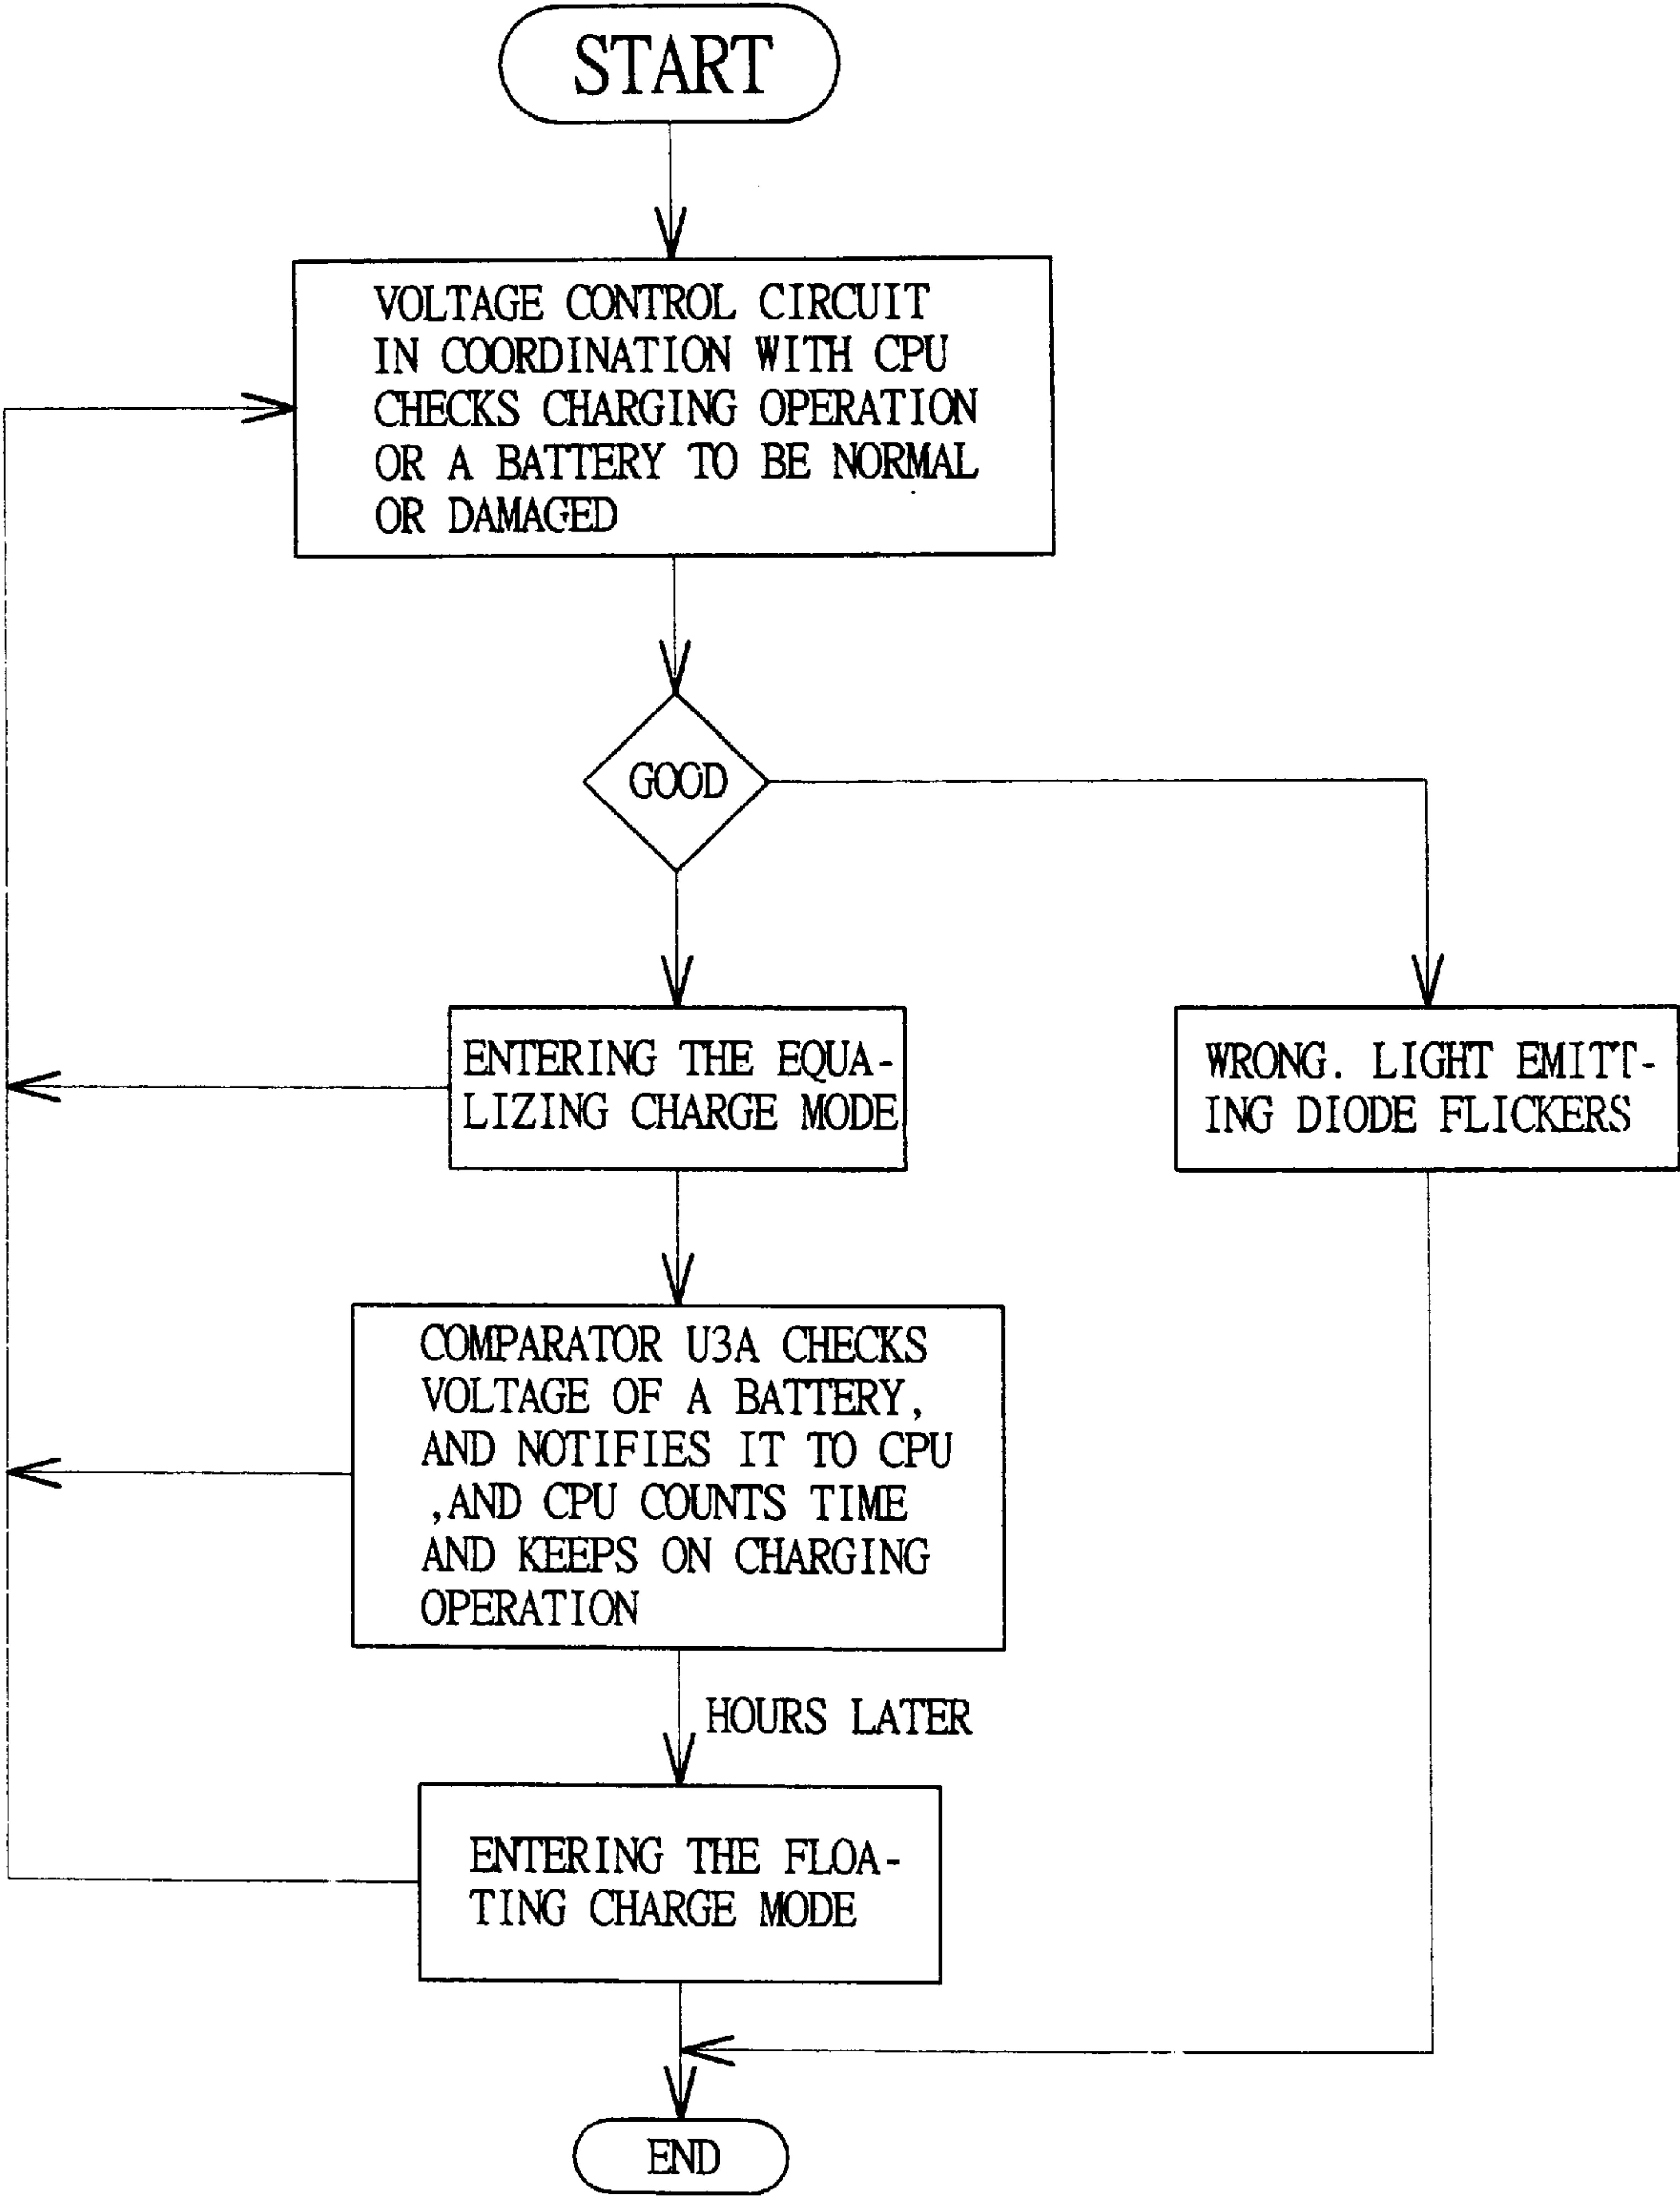 START
VOLTAGE CONTROL CIRCUIT
IN COORDINATION WITH CPU
CHECKS CHARGING OPERATION
OR A BATTERY TO BE NORMAL
OR DAMAGED
GOOD
ENTERING THE EQUA-
LIZING CHARGE MODE
WRONG. LIGHT EMITT-
ING DIODE FLICKERS
COMPARATOR U3A CHECKS
VOLTAGE OF A BATTERY,
AND NOTIFIES IT TO CPU
,AND CPU COUNTS TIME
AND KEEPS ON CHARGING
OPERATION
HOURS LATER
ENTERING THE FLOA-
TING CHARGE MODE
END